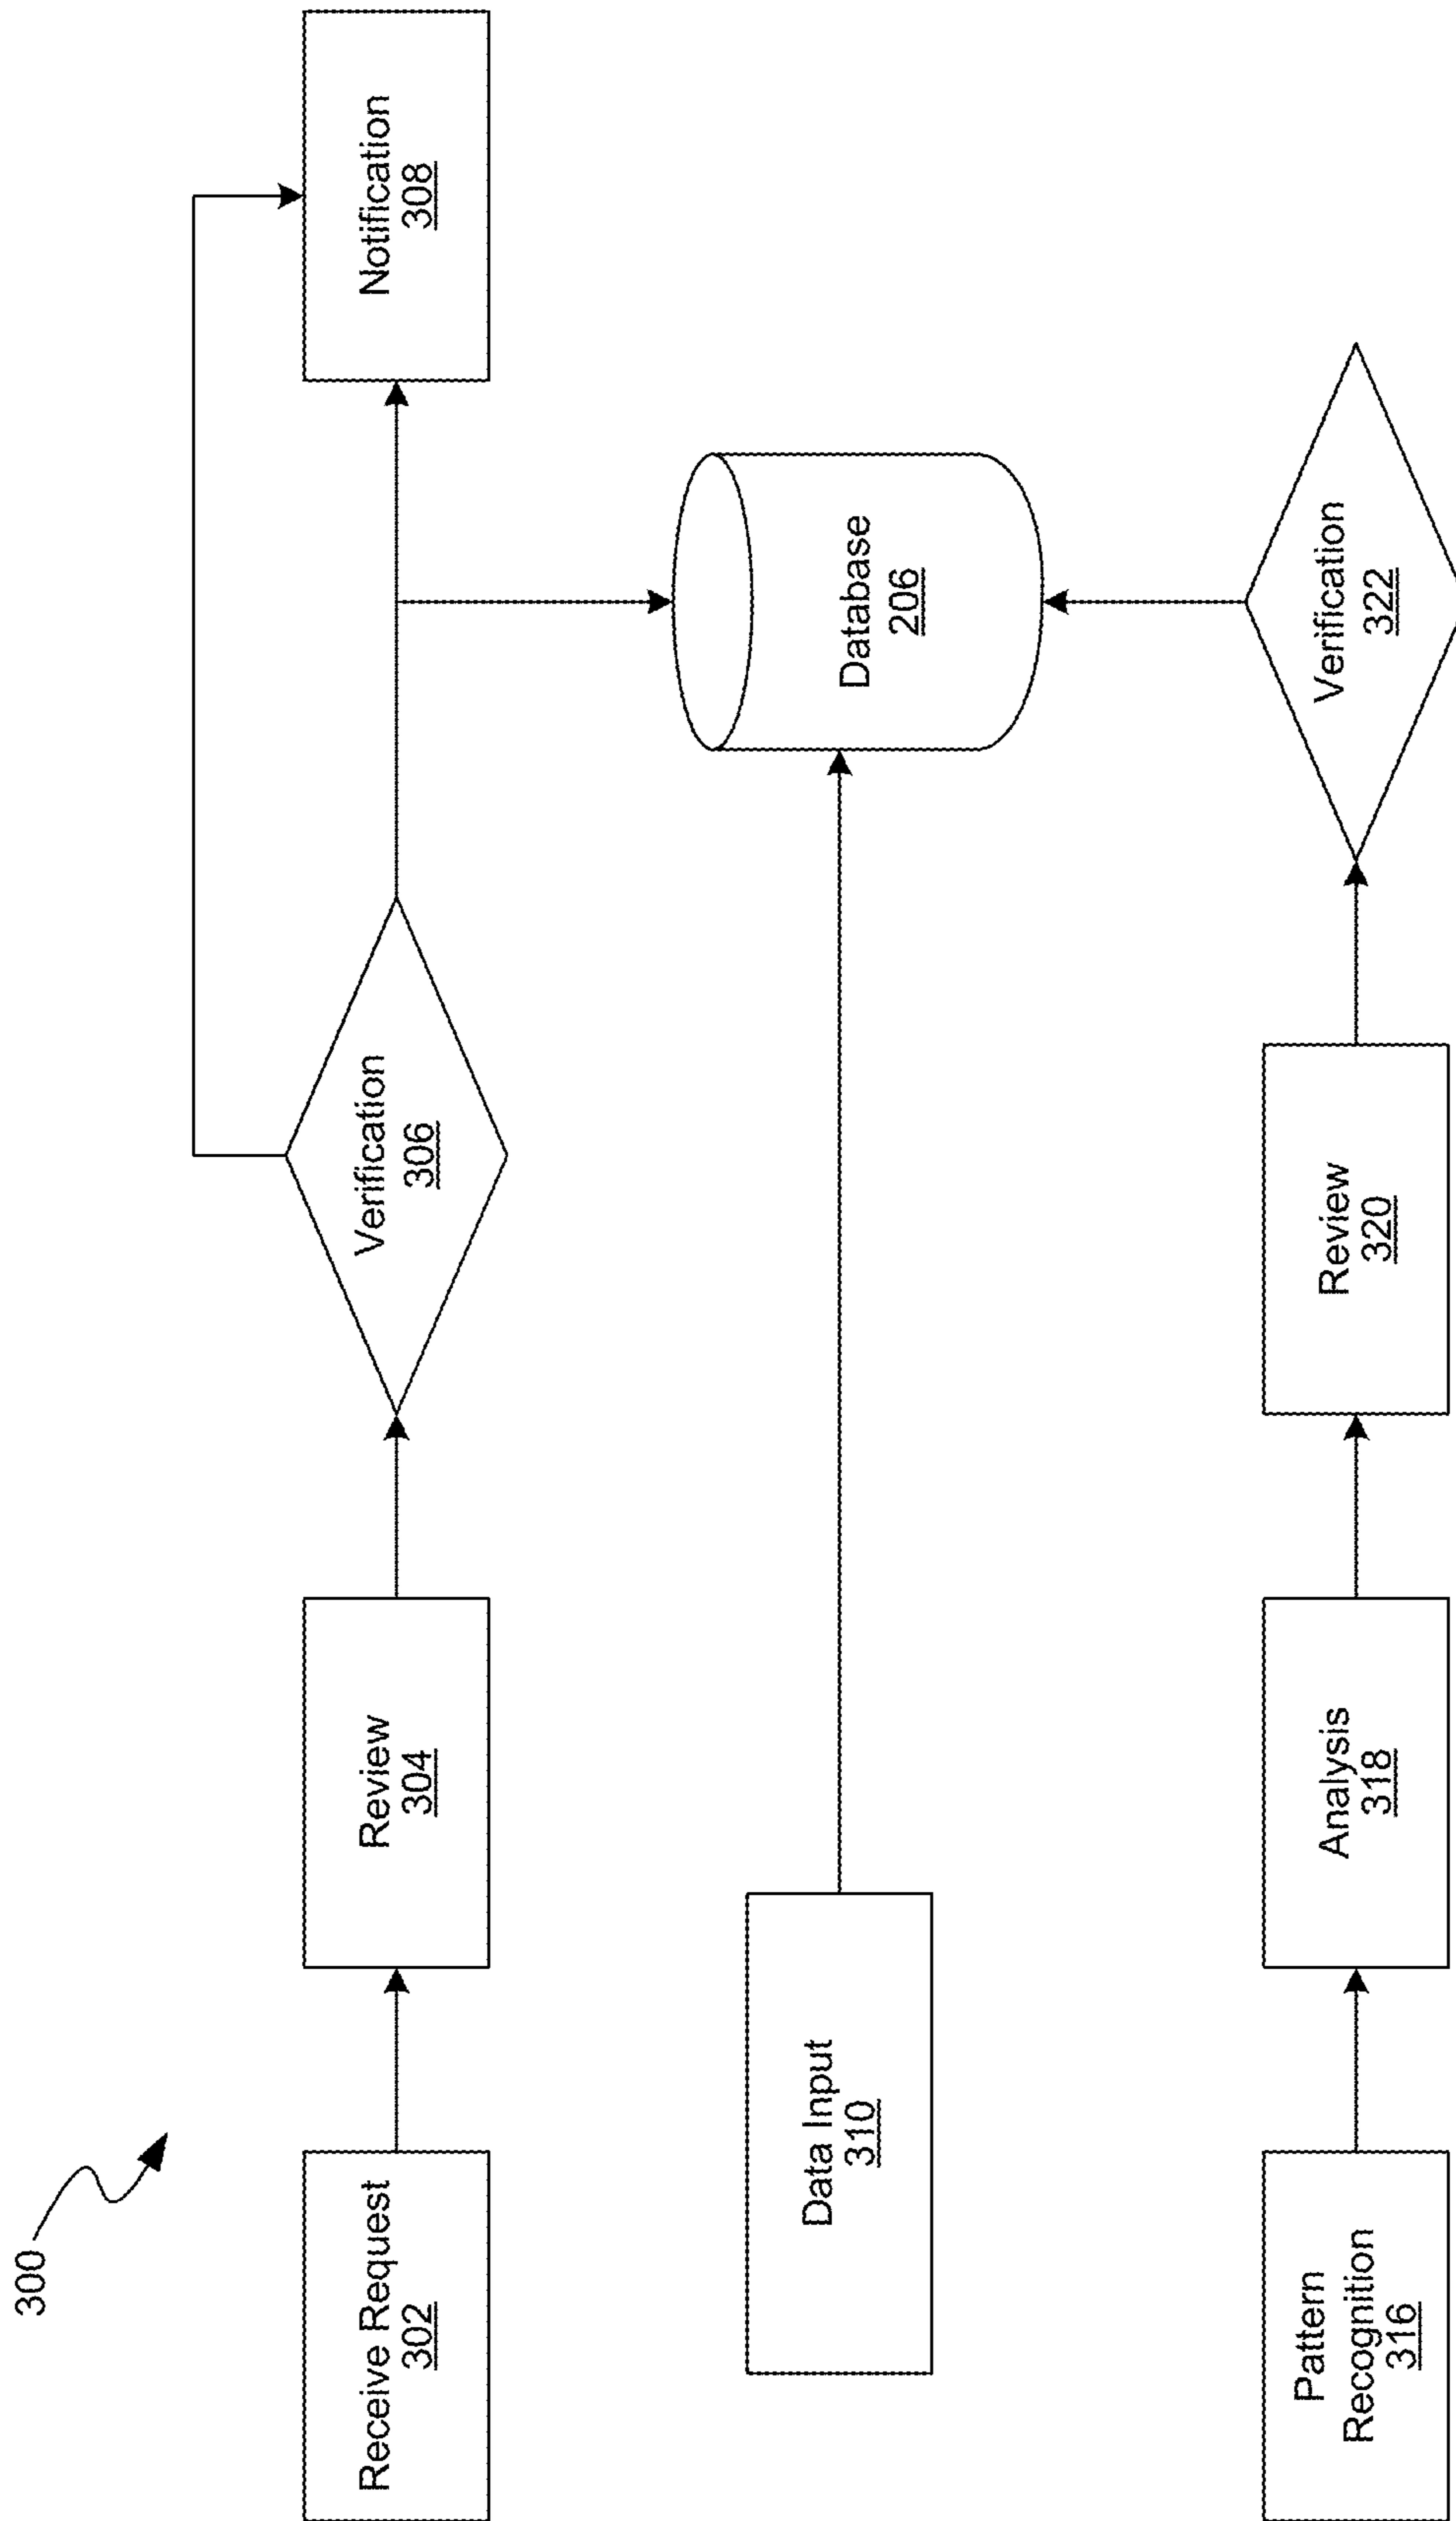 300
Receive Request
302
Review
304
Verification
306
Notification
308
Data Input
310
Database
206
Pattern
Recognition
316
Analysis
318
Review
320
Verification
322